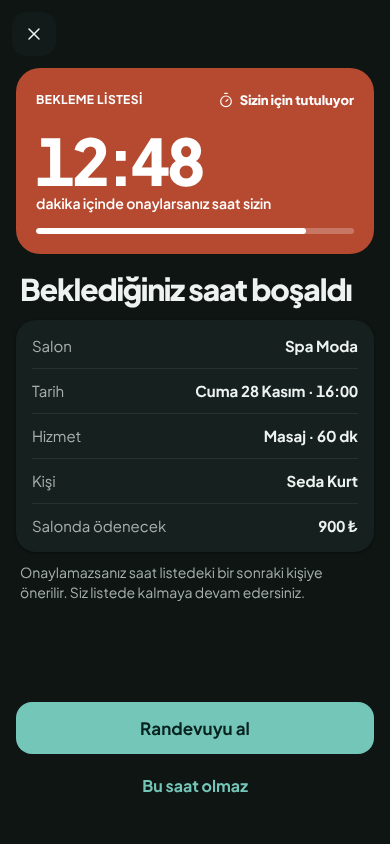 BEKLEME LİSTESİ
Sizin için tutuluyor
12:48
dakika içinde onaylarsanız saat sizin
Beklediğiniz saat boşaldı
Salon Spa Moda
Tarih Cuma 28 Kasım · 16:00
Hizmet Masaj · 60 dk
Kişi Seda Kurt
Salonda ödenecek 900 ₺
Onaylamazsanız saat listedeki bir sonraki kişiye
önerilir. Siz listede kalmaya devam edersiniz.
Randevuyu al
Bu saat olmaz